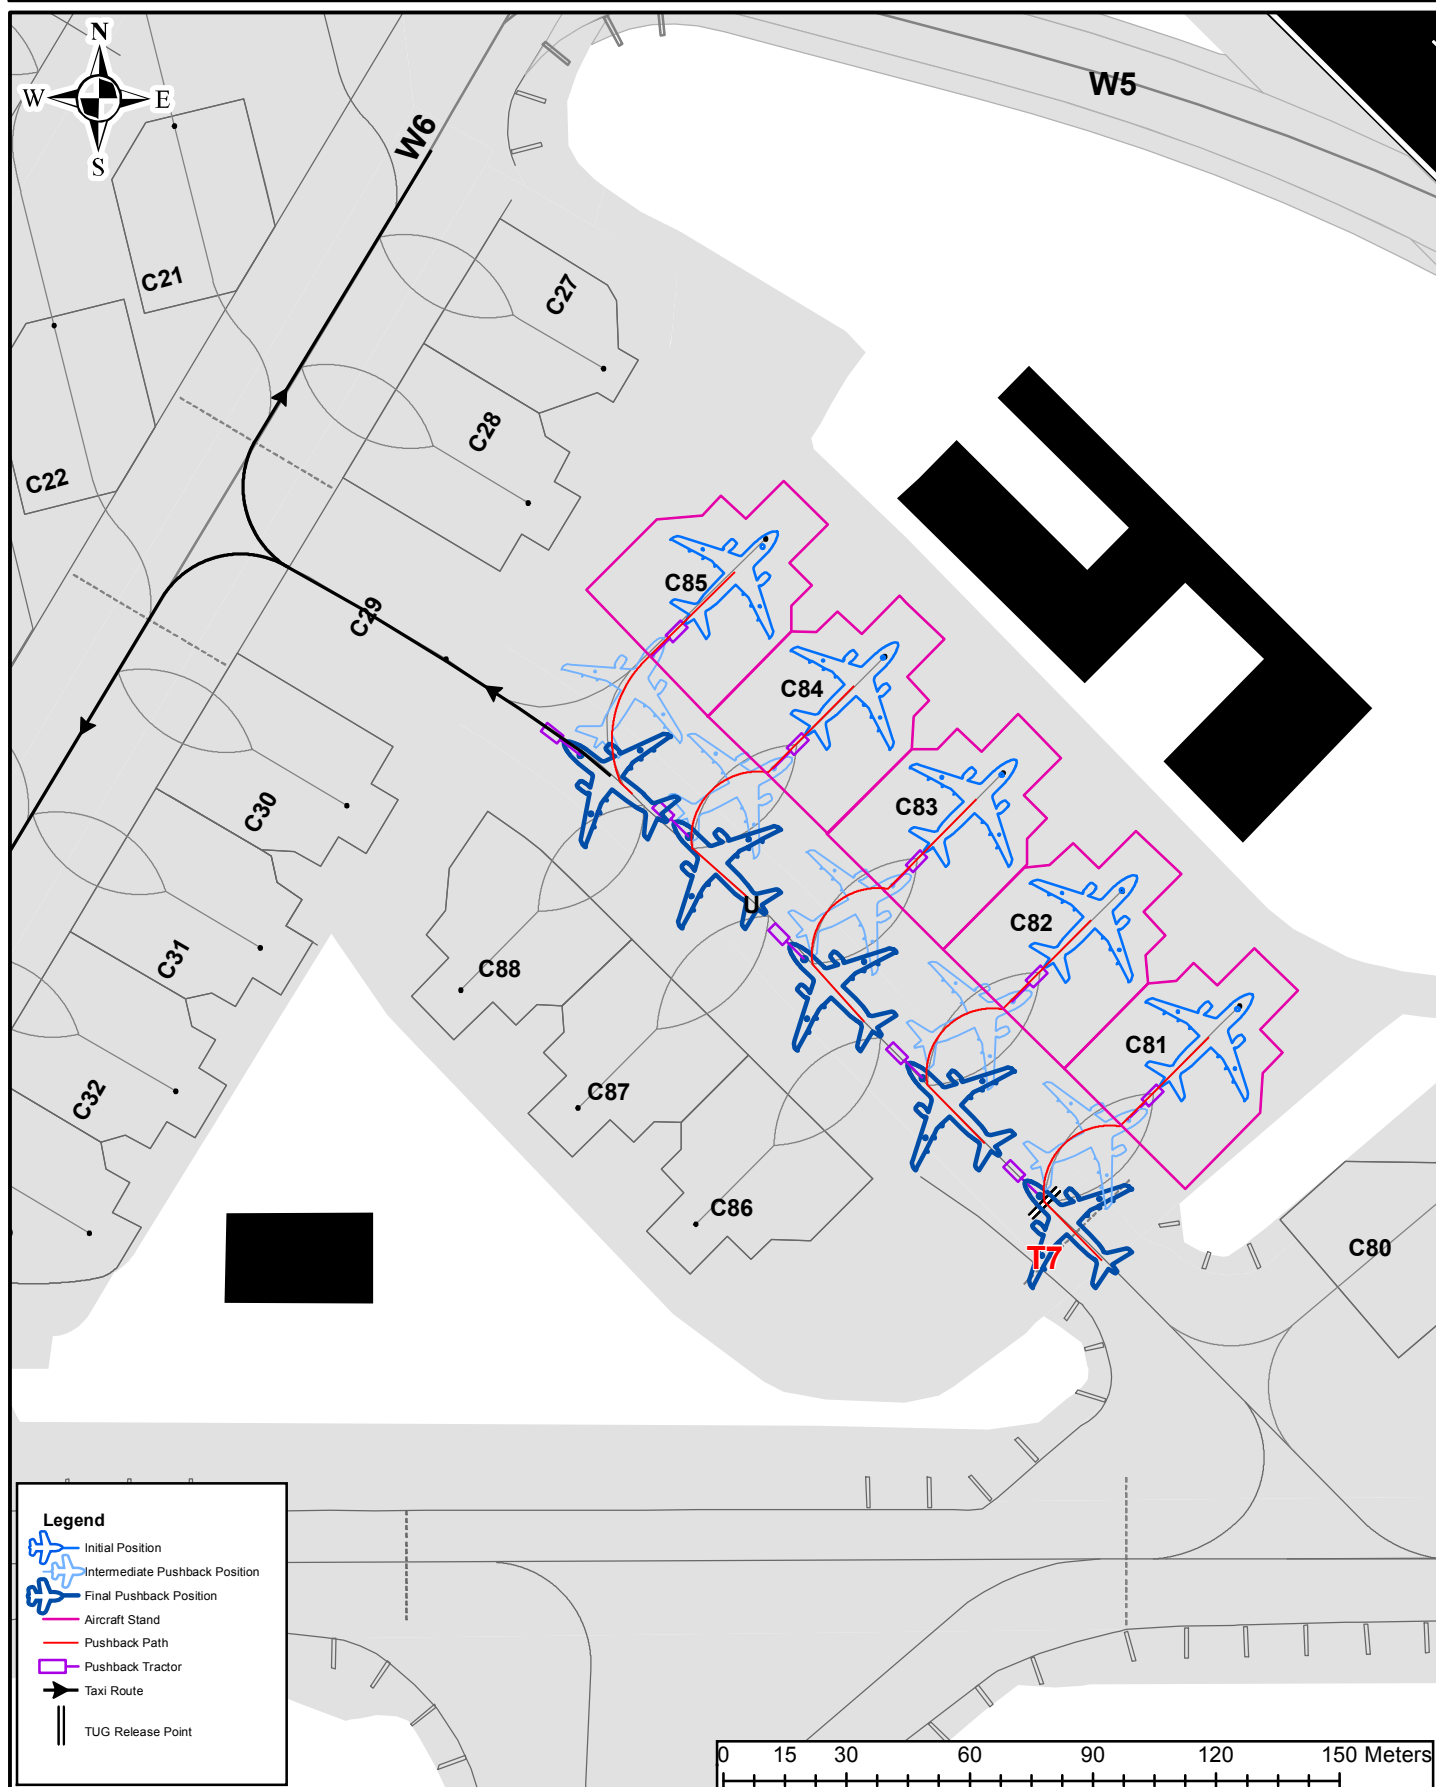 N
W E
S
W5
W6
C21
C27
C22
C28
C85
C29
C84
C83
C30
C82
U
C88
C31
C81
C87
C32
C86
T7
C80
Legend
Initial Position
Intermediate Pushback Position
Final Pushback Position
Aircraft Stand
Pushback Path
Pushback Tractor
Taxi Route
TUG Release Point
0 15 30 60 90 120 150 Meters